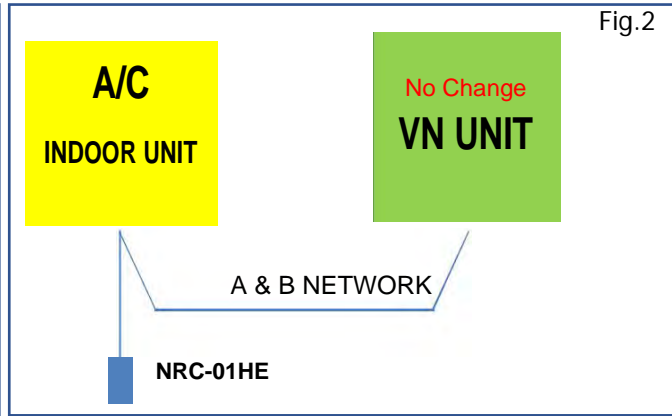 Fig.2
A/C
INDOOR UNIT
No Change
VN UNIT
A & B NETWORK
NRC-01HE